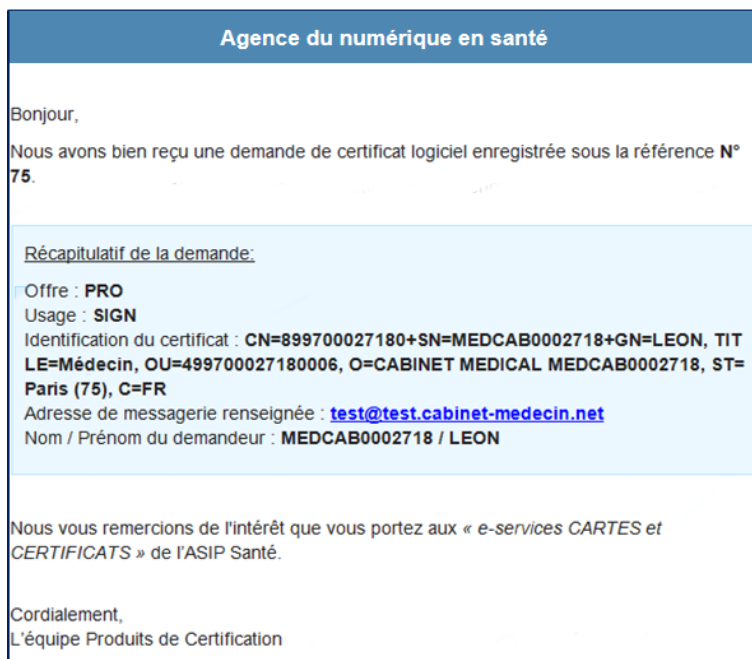 Agence du numérique en santé
Bonjour,
Nous avons bien reçu une demande de certificat logiciel enregistrée sous la référence N°
75.
Récapitulatif de la demande:
Offre : PRO
Usage : SIGN
Identification du certificat : CN=899700027180+SN=MEDCAB0002718+GN=LEON, TIT
LE=Médecin, OU=499700027180006, O=CABINET MEDICAL MEDCAB0002718, ST=
Paris (75), C=FR
Adresse de messagerie renseignée : test@test.cabinet-medecin.net
Nom / Prénom du demandeur : MEDCAB0002718 / LEON
Nous vous remercions de l'intérêt que vous portez aux « e-services CARTES et
CERTIFICATS » de l'ASIP Santé.
Cordialement,
L'équipe Produits de Certification